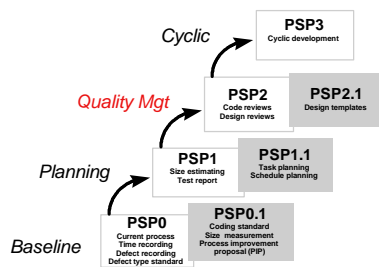 Cyclic
PSP3
Cyclic development
Quality Mgt
PSP2
Code reviews
Design reviews
PSP2.1
Design templates
Planning
PSP1
Size estimating
Test report
PSP1.1
Task planning
Schedule planning
Baseline
PSP0
Current process
Time recording
Defect recording
Defect type standard
PSP0.1
Coding standard
Size measurement
Process improvement
proposal (PIP)